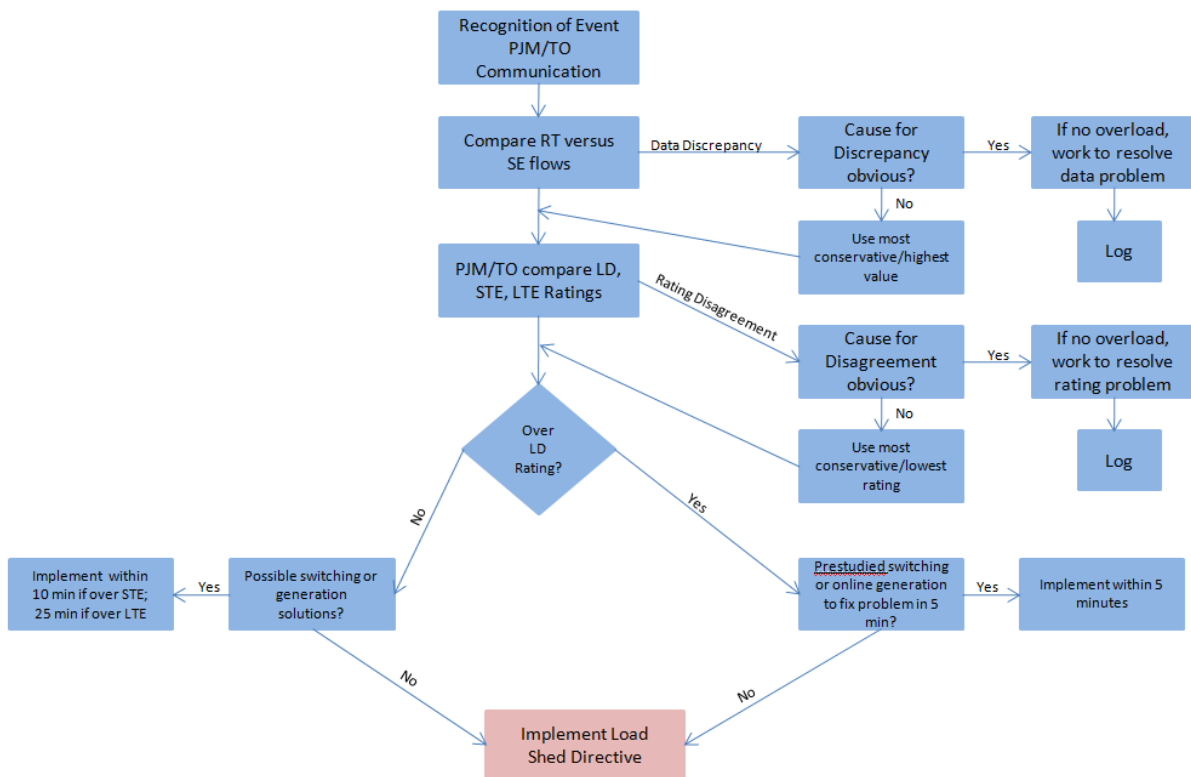 Recognition of Event
PJM/TO
Communication
Compare RT versus
SE flows
Data Discrepancy
Cause for
Discrepancy
obvious?
Yes
If no overload,
work to resolve
data problem
No
Use most
conservative/highest
value
Log
PJM/TO compare LD,
STE, LTE Ratings
Rating Disagreement
Cause for
Disagreement
obvious?
Yes
If no overload,
work to resolve
rating problem
No
Use most
conservative/lowest
rating
Log
Over
LD
Rating?
No
Yes
Implement within
10 min if over STE;
25 min if over LTE
Yes
Possible switching or
generation
solutions?
Prestudied switching
or online generation
to fix problem in 5
min?
Yes
Implement within 5
minutes
No
No
Implement Load
Shed Directive